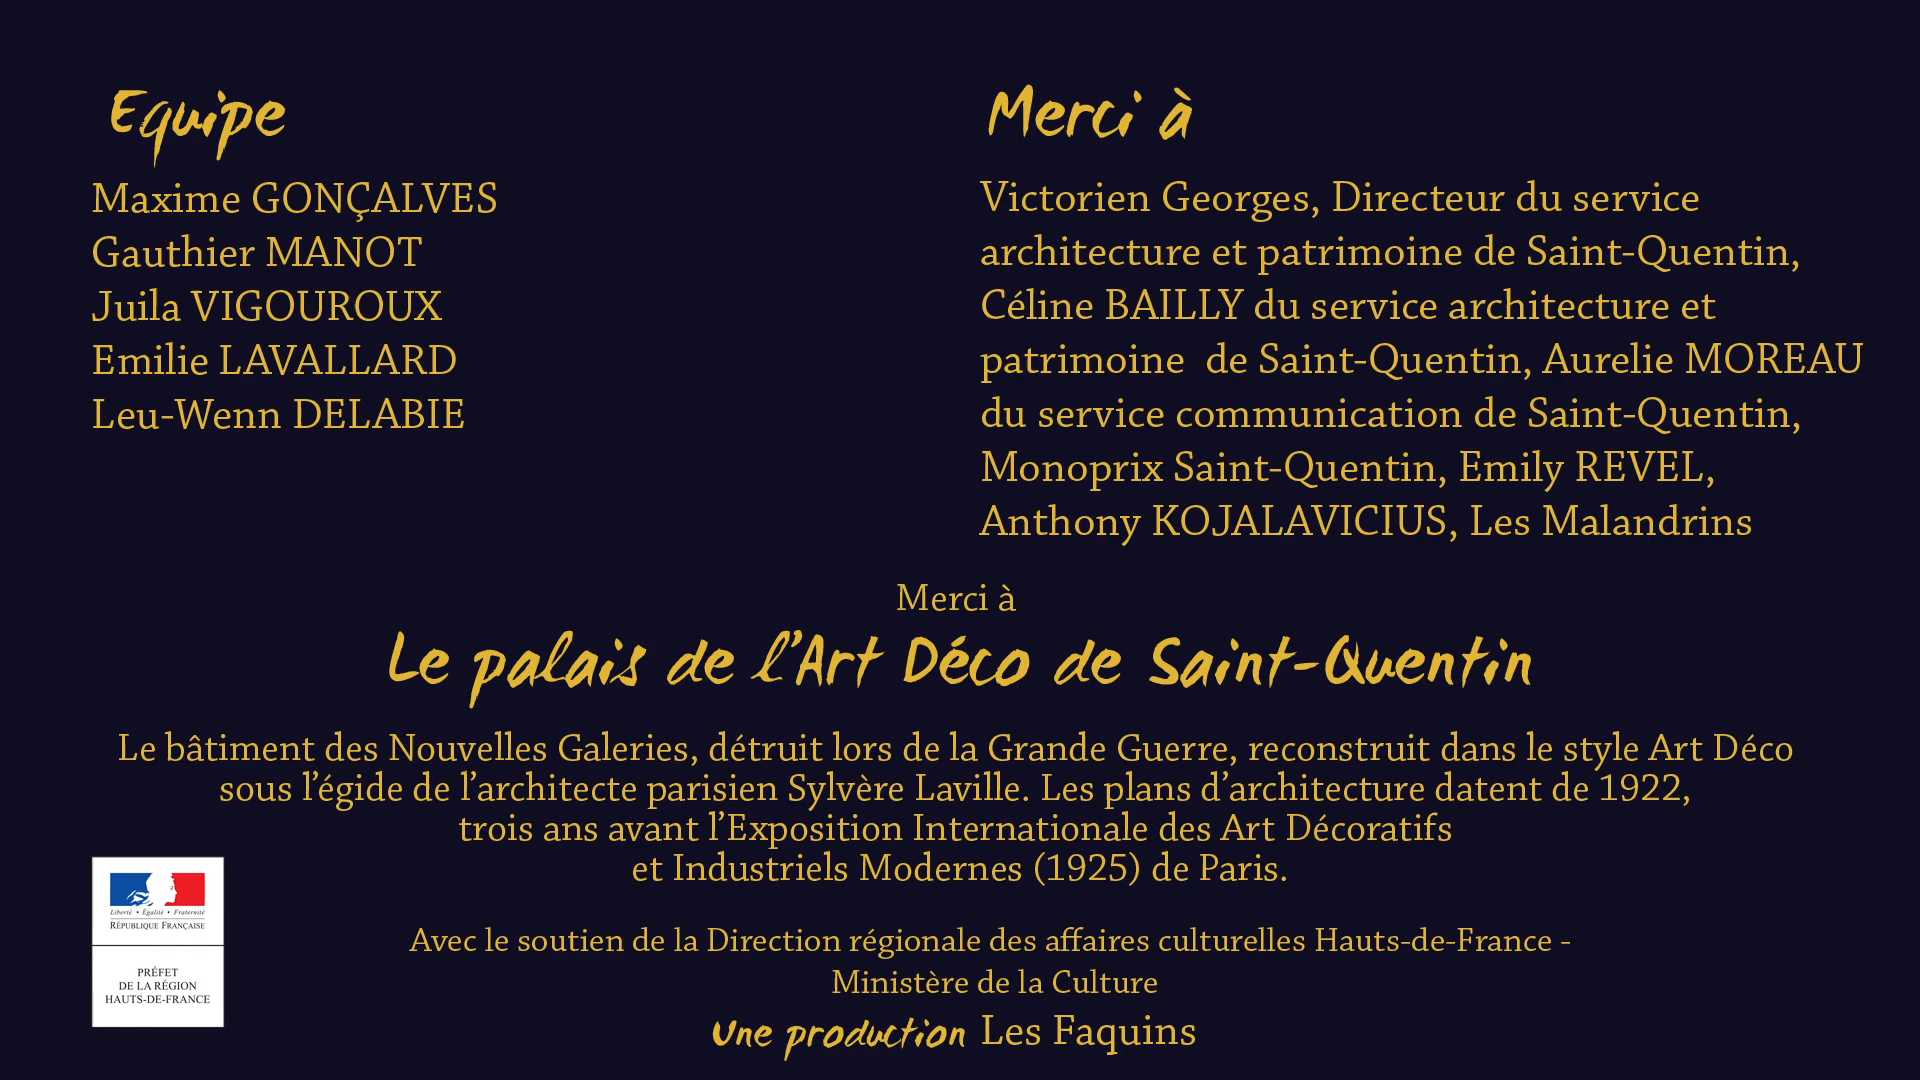 Equipe
Maxime GONÇALVES
Gauthier MANOT
Juila VIGOUROUX
Emilie LAVALLARD
Leu-Wenn DELABIE
Merci à
Victorien Georges, Directeur du service
architecture et patrimoine de Saint-Quentin,
Céline BAILLY du service architecture et
patrimoine  de Saint-Quentin, Aurelie MOREAU
du service communication de Saint-Quentin,
Monoprix Saint-Quentin, Emily REVEL,
Anthony KOJALAVICIUS, Les Malandrins
Merci à
Le palais de l’Art Déco de Saint-Quentin
Le bâtiment des Nouvelles Galeries, détruit lors de la Grande Guerre, reconstruit dans le style Art Déco
sous l’égide de l’architecte parisien Sylvère Laville. Les plans d’architecture datent de 1922,
trois ans avant l’Exposition Internationale des Art Décoratifs
et Industriels Modernes (1925) de Paris.
Liberté • Égalité • Fraternité
RÉPUBLIQUE FRANÇAISE
PRÉFET
DE LA RÉGION
HAUTS-DE-FRANCE
Avec le soutien de la Direction régionale des affaires culturelles Hauts-de-France -
Ministère de la Culture
Une production Les Faquins